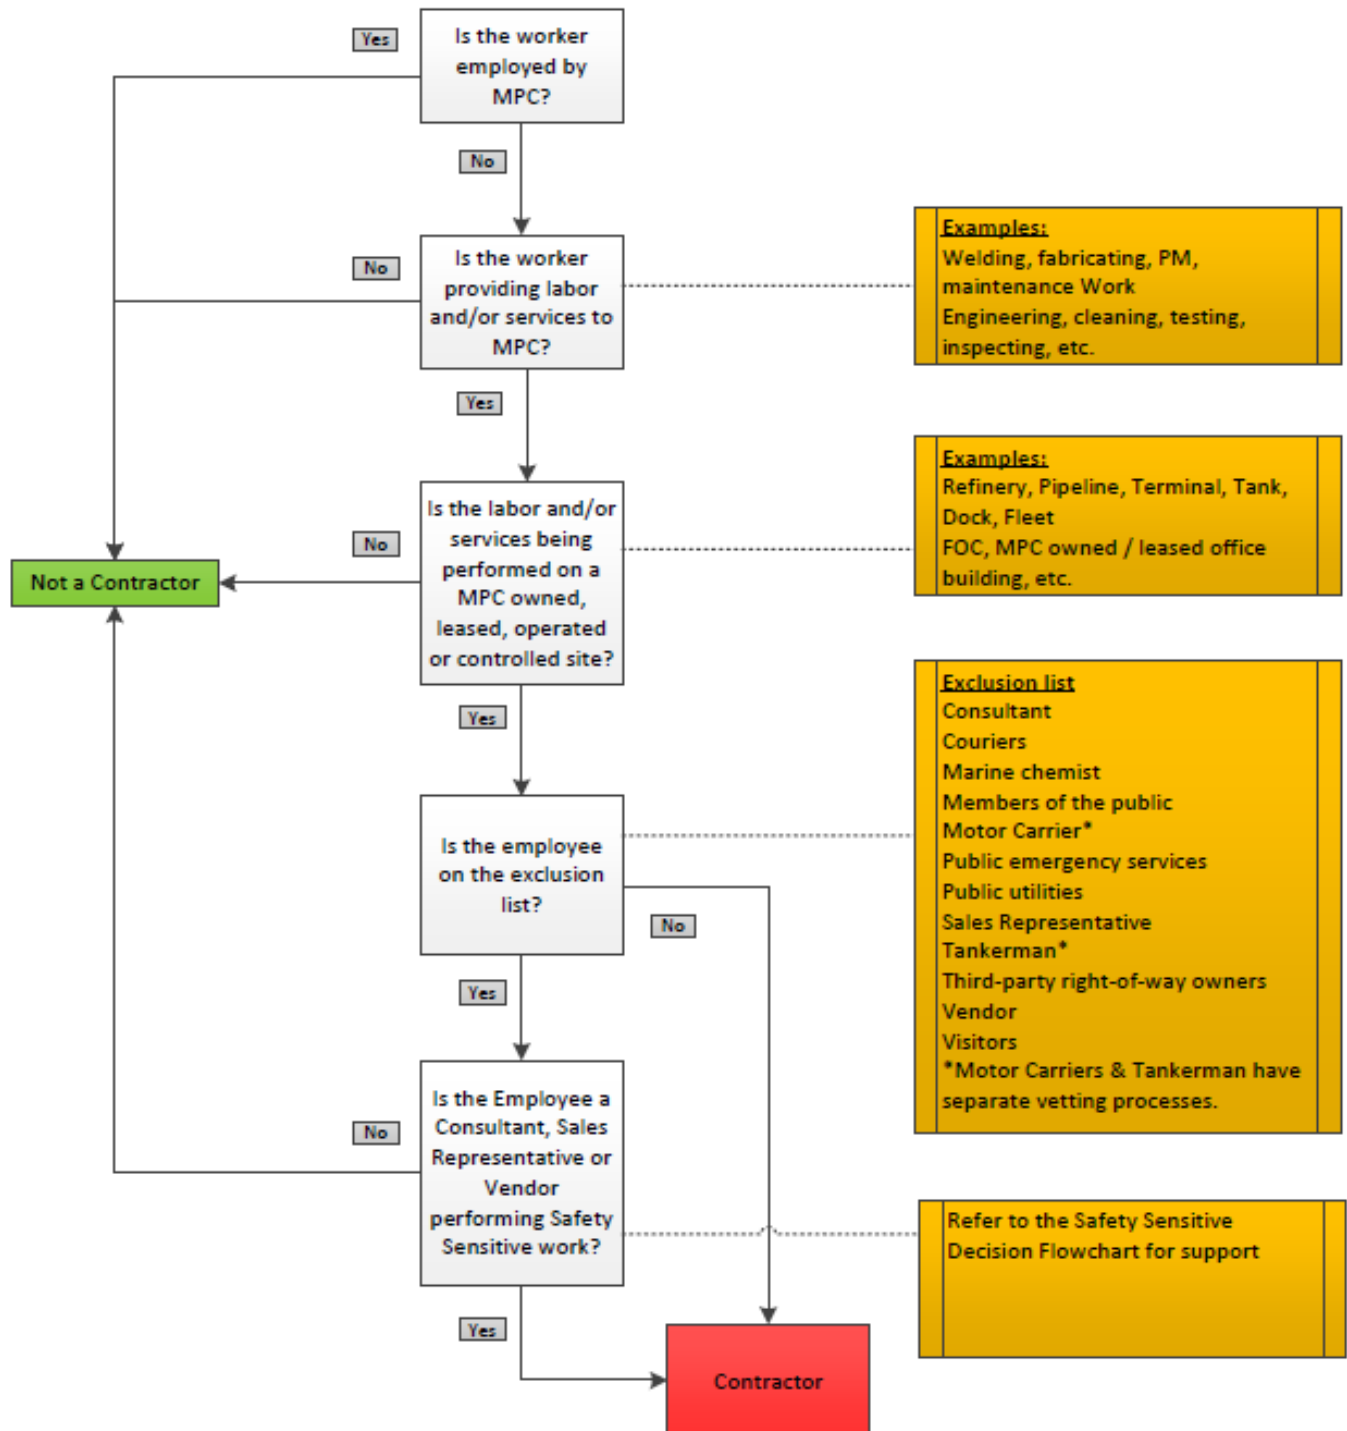 Yes
Is the worker
employed by
MPC?
No
No
Is the worker
providing labor
and/or services to
MPC?
Examples:
Welding, fabricating, PM,
maintenance Work
Engineering, cleaning, testing,
inspecting, etc.
Yes
No
Is the labor and/or
services being
performed on a
MPC owned,
leased, operated
or controlled site?
Examples:
Refinery, Pipeline, Terminal, Tank,
Dock, Fleet
FOC, MPC owned / leased office
building, etc.
Not a Contractor
Yes
Is the employee
on the exclusion
list?
No
Exclusion list
Consultant
Couriers
Marine chemist
Members of the public
Motor Carrier*
Public emergency services
Public utilities
Sales Representative
Tankerman*
Third-party right-of-way owners
Vendor
Visitors
*Motor Carriers & Tankerman have
separate vetting processes.
Yes
No
Is the Employee a
Consultant, Sales
Representative or
Vendor
performing Safety
Sensitive work?
Refer to the Safety Sensitive
Decision Flowchart for support
Yes
Contractor